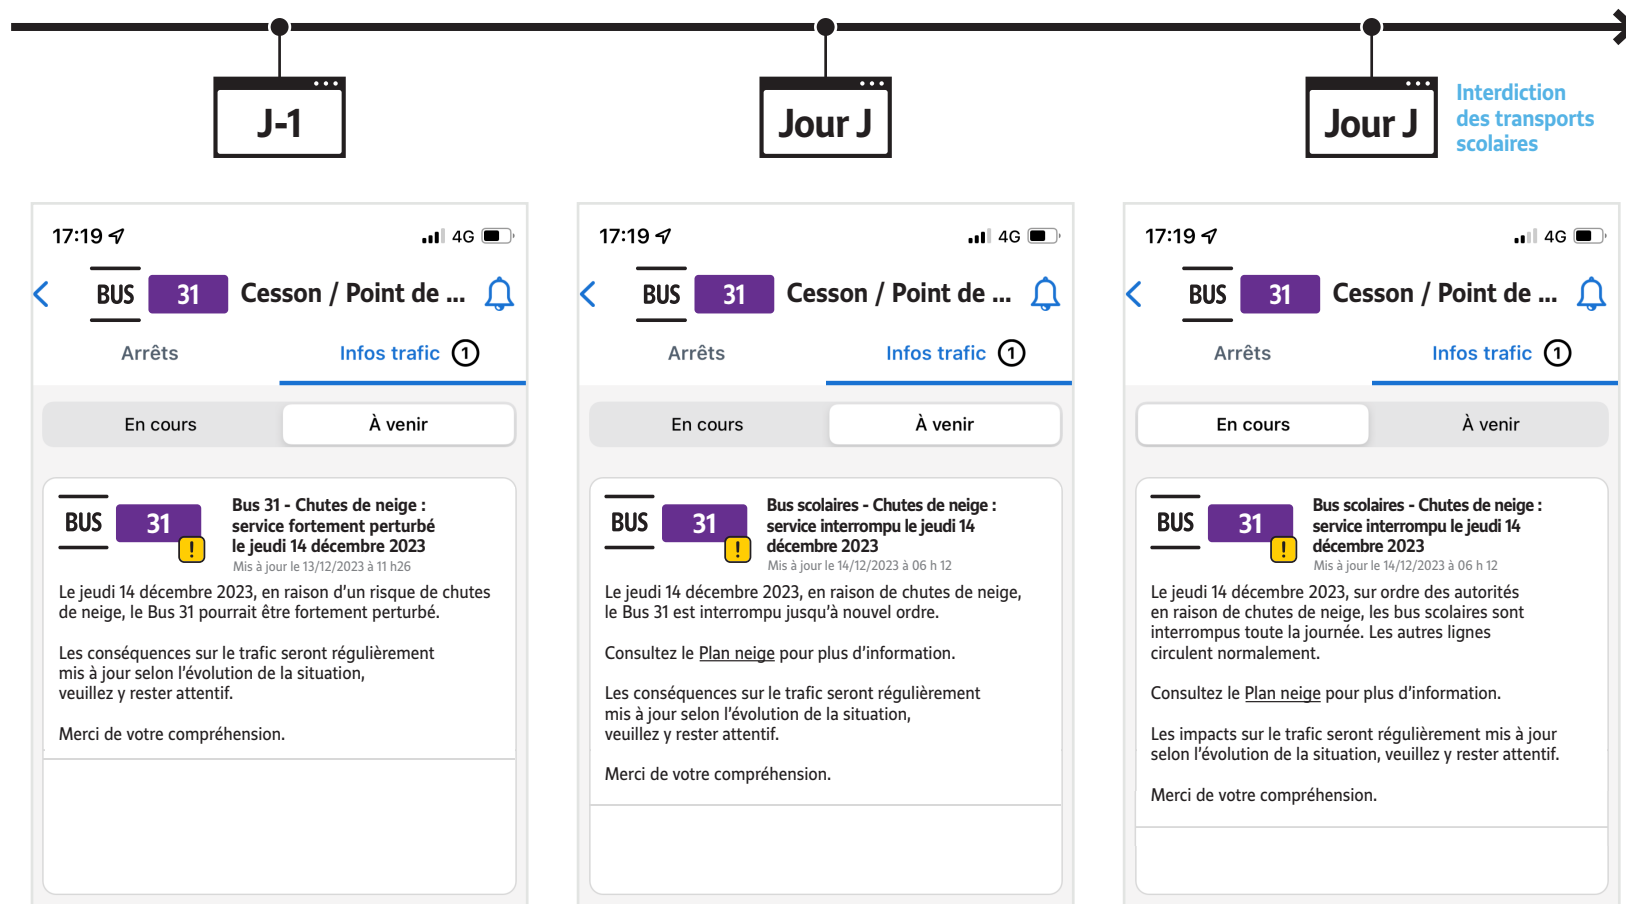 J-1
Jour J
Jour J
Interdiction
des transports
scolaires
17:19
4G
BUS 31 Cesson / Point de ...
Arrêts
Infos trafic 1
En cours
À venir
BUS 31
!
Bus 31 - Chutes de neige :
service fortement perturbé
le jeudi 14 décembre 2023
Mis à jour le 13/12/2023 à 11 h26
Le jeudi 14 décembre 2023, en raison d'un risque de chutes
de neige, le Bus 31 pourrait être fortement perturbé.
Les conséquences sur le trafic seront régulièrement
mis à jour selon l'évolution de la situation,
veuillez y rester attentif.
Merci de votre compréhension.
17:19
4G
BUS 31 Cesson / Point de ...
Arrêts
Infos trafic 1
En cours
À venir
BUS 31
!
Bus scolaires - Chutes de neige :
service interrompu le jeudi 14
décembre 2023
Mis à jour le 14/12/2023 à 06 h 12
Le jeudi 14 décembre 2023, en raison de chutes de neige,
le Bus 31 est interrompu jusqu'à nouvel ordre.
Consultez le Plan neige pour plus d'information.
Les conséquences sur le trafic seront régulièrement
mis à jour selon l'évolution de la situation,
veuillez y rester attentif.
Merci de votre compréhension.
17:19
4G
BUS 31 Cesson / Point de ...
Arrêts
Infos trafic 1
En cours
À venir
BUS 31
!
Bus scolaires - Chutes de neige :
service interrompu le jeudi 14
décembre 2023
Mis à jour le 14/12/2023 à 06 h 12
Le jeudi 14 décembre 2023, sur ordre des autorités
en raison de chutes de neige, les bus scolaires sont
interrompus toute la journée. Les autres lignes
circulent normalement.
Consultez le Plan neige pour plus d'information.
Les impacts sur le trafic seront régulièrement mis à jour
selon l'évolution de la situation, veuillez y rester attentif.
Merci de votre compréhension.